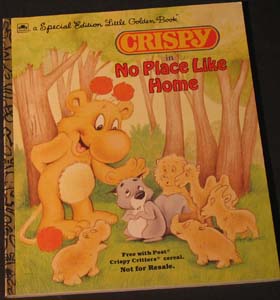 a Special Edition Little Golden Book®
CRISPY
in
No Place Like
Home
Free with Post®
Crispy Critters® cereal.
Not for Resale.